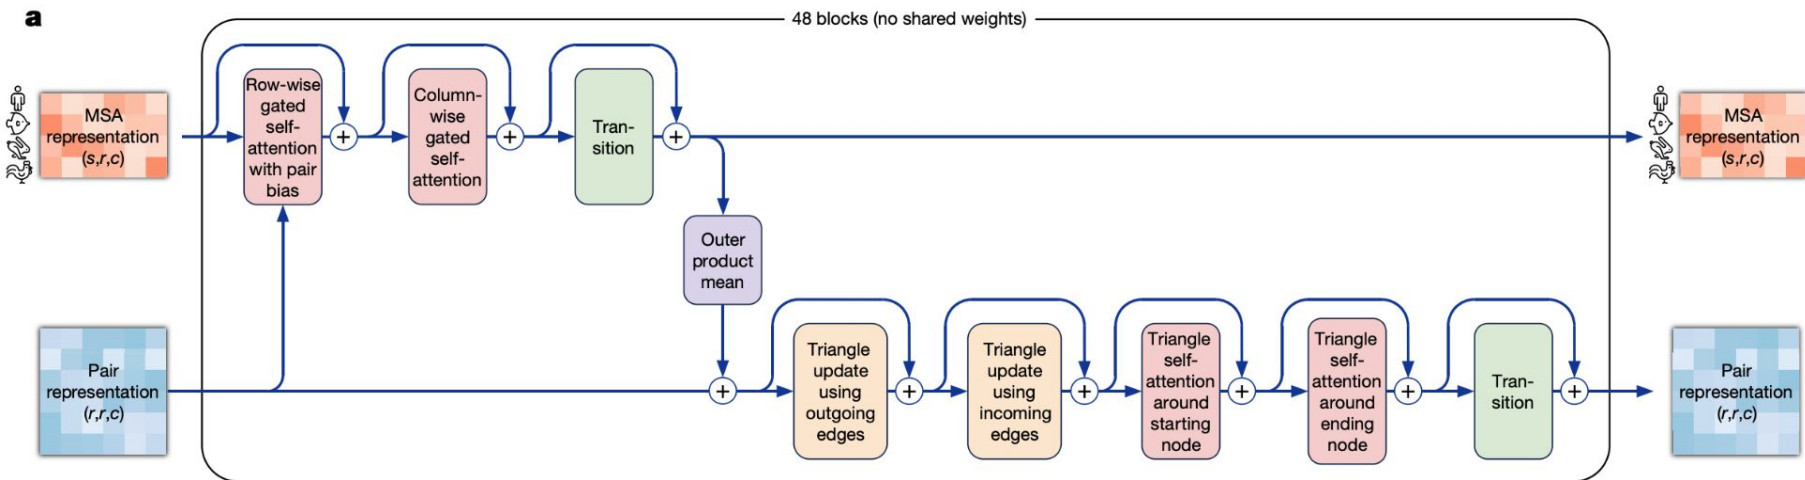 a
48 blocks (no shared weights)
MSA
representation
(s,r,c)
Row-wise
gated
self-
attention
with pair
bias
+
Column-
wise
gated
self-
attention
+
Tran-
sition
+
MSA
representation
(s,r,c)
Outer
product
mean
Pair
representation
(r,r,c)
+
Triangle
update
using
outgoing
edges
+
Triangle
update
using
incoming
edges
+
Triangle
self-
attention
around
starting
node
+
Triangle
self-
attention
around
ending
node
+
Tran-
sition
+
Pair
representation
(r,r,c)